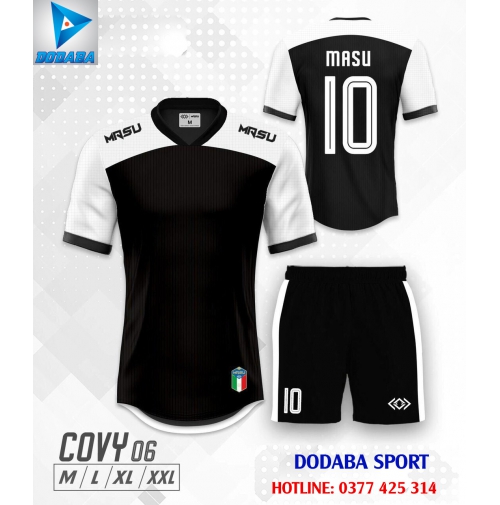 DODABA
MASU
10
MASU
MASU
M
10
COVY 06
M / L / XL / XXL
DODABA SPORT
HOTLINE: 0377 425 314